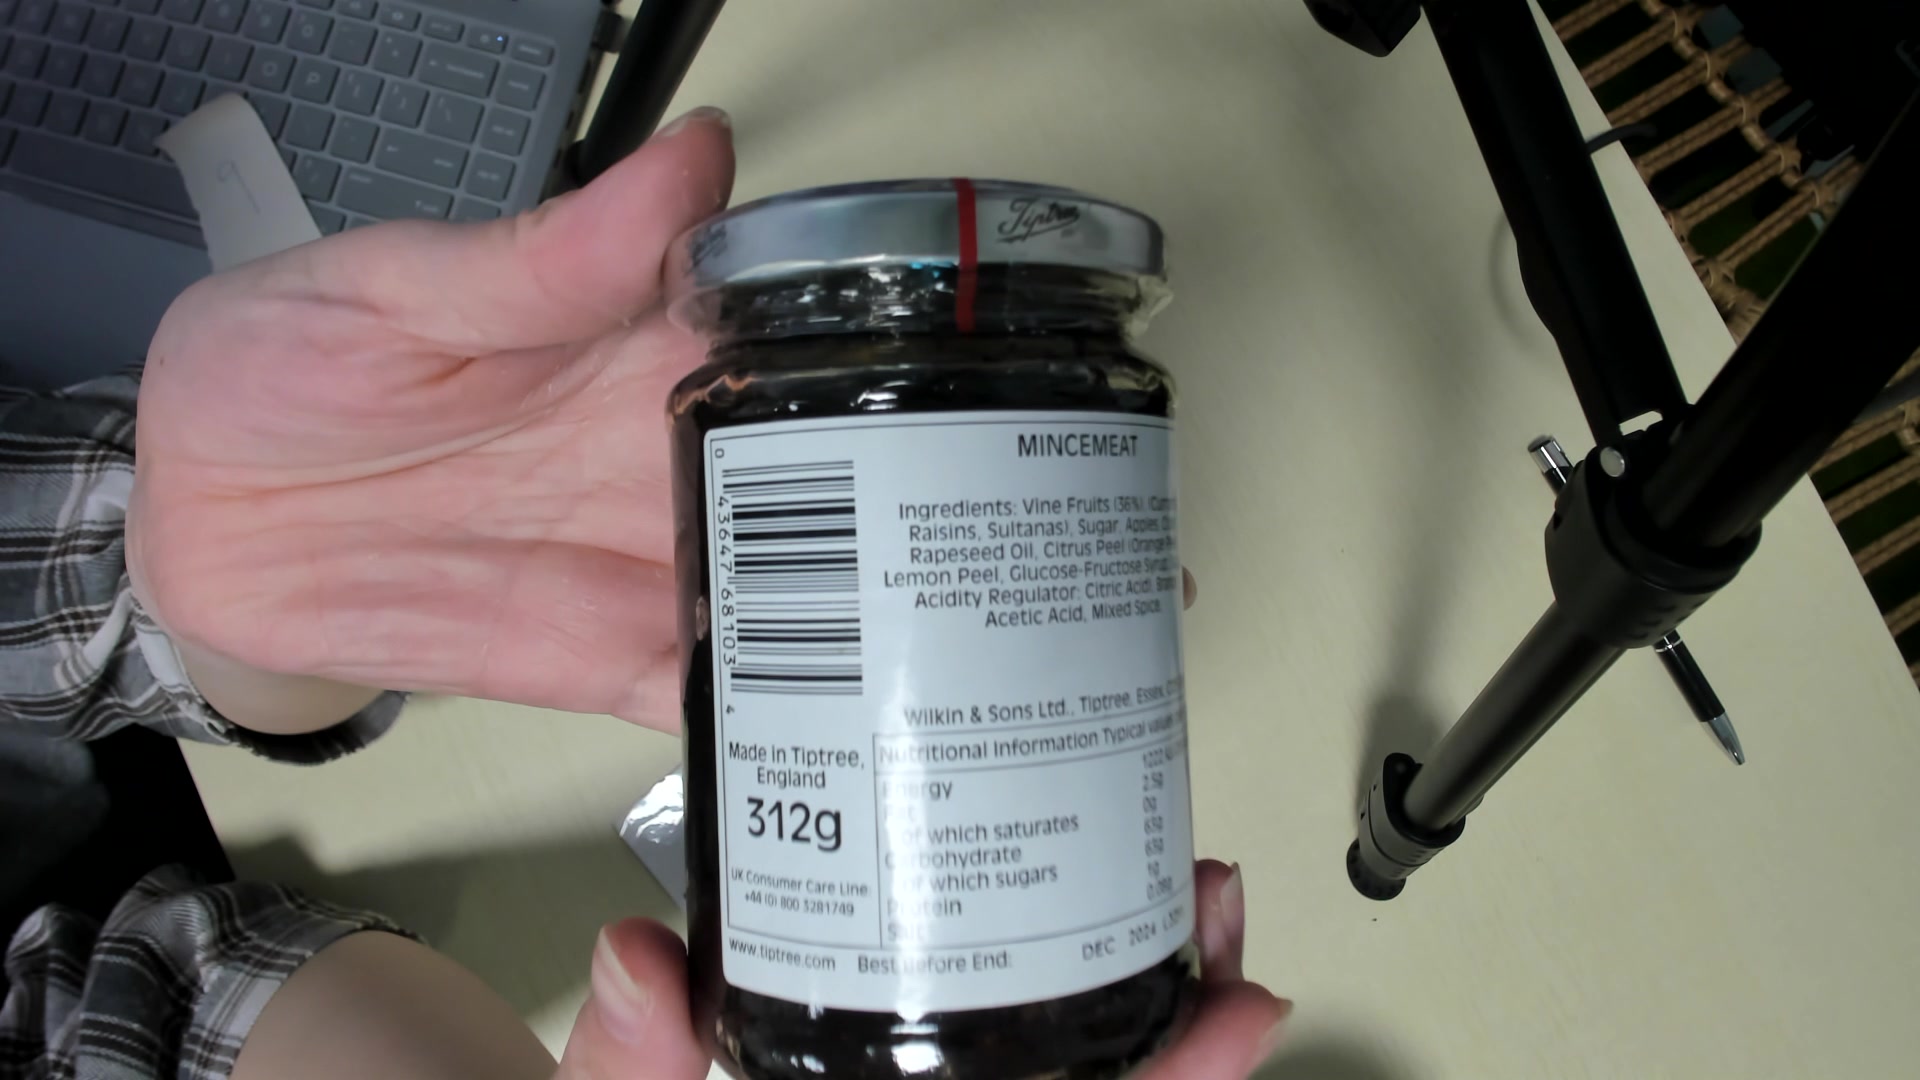 Tiptree
MINCEMEAT
Ingredients: Vine Fruits (36%), 
Raisins, Sultanas), Sugar, Apples,
Rapeseed Oil, Citrus Peel (Orange
Lemon Peel, Glucose-Fructose Syrup,
Acidity Regulator: Citric Acid),
Acetic Acid, Mixed Spice.
Wilkin & Sons Ltd., Tiptree, Essex,
0 43647 68103 4
Made in Tiptree,
England
312g
UK Consumer Care Line:
+44 (0) 800 3281749
www.tiptree.com
Nutritional Information Typical values
Energy
Fat 2.5g
of which saturates 0g
Carbohydrate 63g
of which sugars 63g
Protein 1g
Salt
Best Before End: DEC 2024